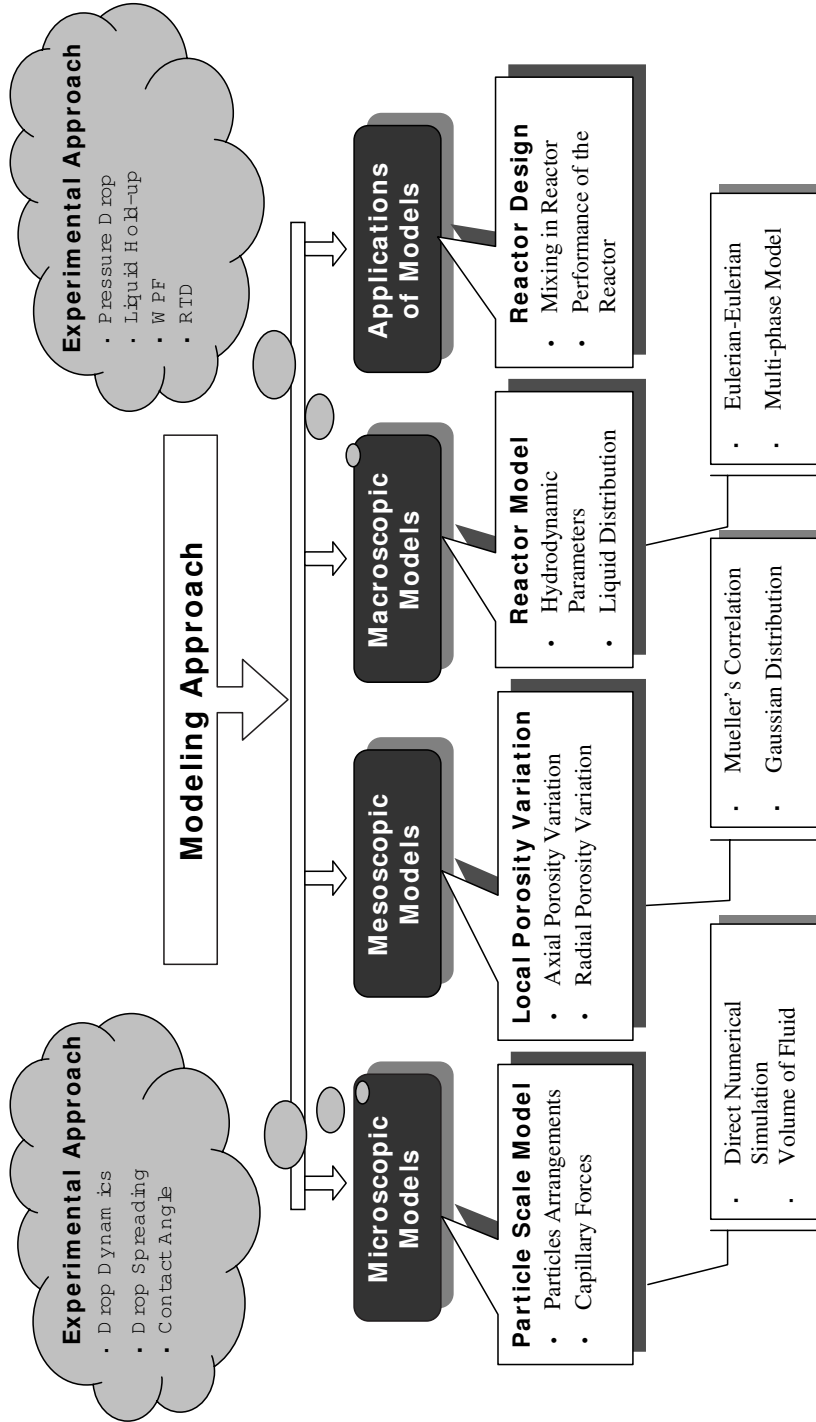 Experimental Approach
· Drop Dynamics
· Drop Spreading
· Contact Angle
Experimental Approach
· Pressure Drop
· Liquid Hold-up
· WPF
· RTD
Modeling Approach
Microscopic
Models
Mesoscopic
Models
Macroscopic
Models
Applications
of Models
Particle Scale Model
• Particles Arrangements
• Capillary Forces
Local Porosity Variation
• Axial Porosity Variation
• Radial Porosity Variation
Reactor Model
• Hydrodynamic
Parameters
• Liquid Distribution
Reactor Design
• Mixing in Reactor
• Performance of the
Reactor
• Direct Numerical
Simulation
• Volume of Fluid
• Mueller's Correlation
• Gaussian Distribution
• Eulerian-Eulerian
• Multi-phase Model